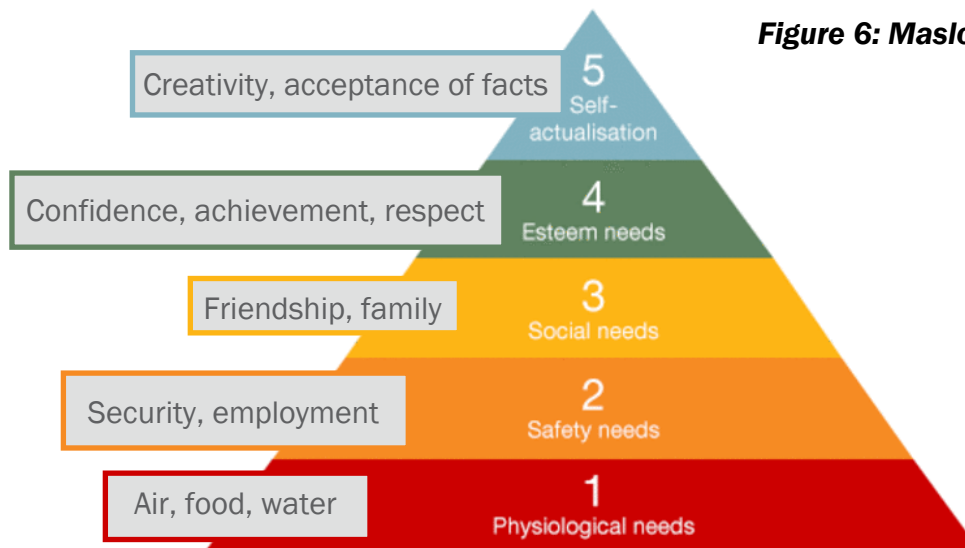 Figure 6: Maslo
Creativity, acceptance of facts
5
Self-
actualisation
Confidence, achievement, respect
4
Esteem needs
Friendship, family
3
Social needs
Security, employment
2
Safety needs
Air, food, water
1
Physiological needs